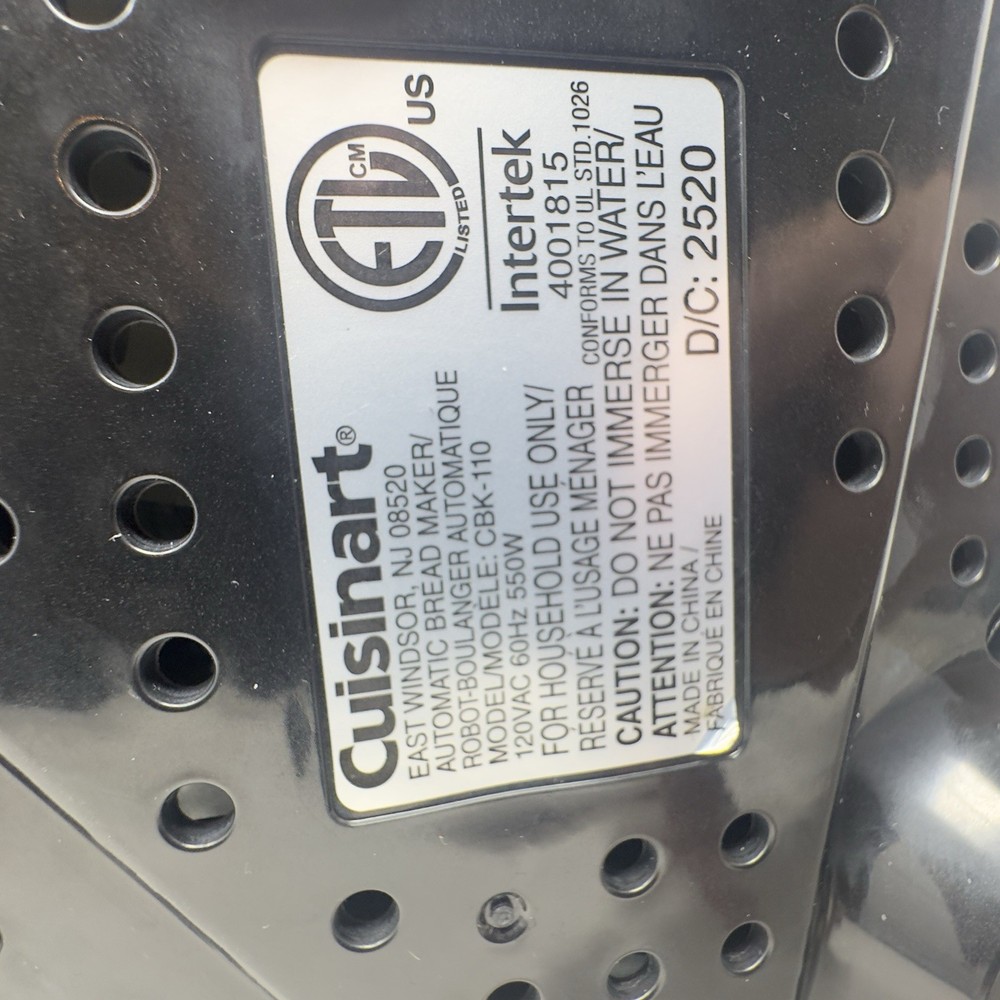 Cuisinart®
EAST WINDSOR, NJ 08520
AUTOMATIC BREAD MAKER/
ROBOT-BOULANGER AUTOMATIQUE
MODEL/MODELE: CBK-110
120VAC 60Hz 550W
FOR HOUSEHOLD USE ONLY/
RESERVÉ À L'USAGE MÉNAGER
ETL CM
LISTED
US
Intertek
4001815
CONFORMS TO UL STD.1026
CAUTION: DO NOT IMMERSE IN WATER/
ATTENTION: NE PAS IMMERGER DANS L'EAU
MADE IN CHINA /
FABRIQUÉ EN CHINE
D/C: 2520